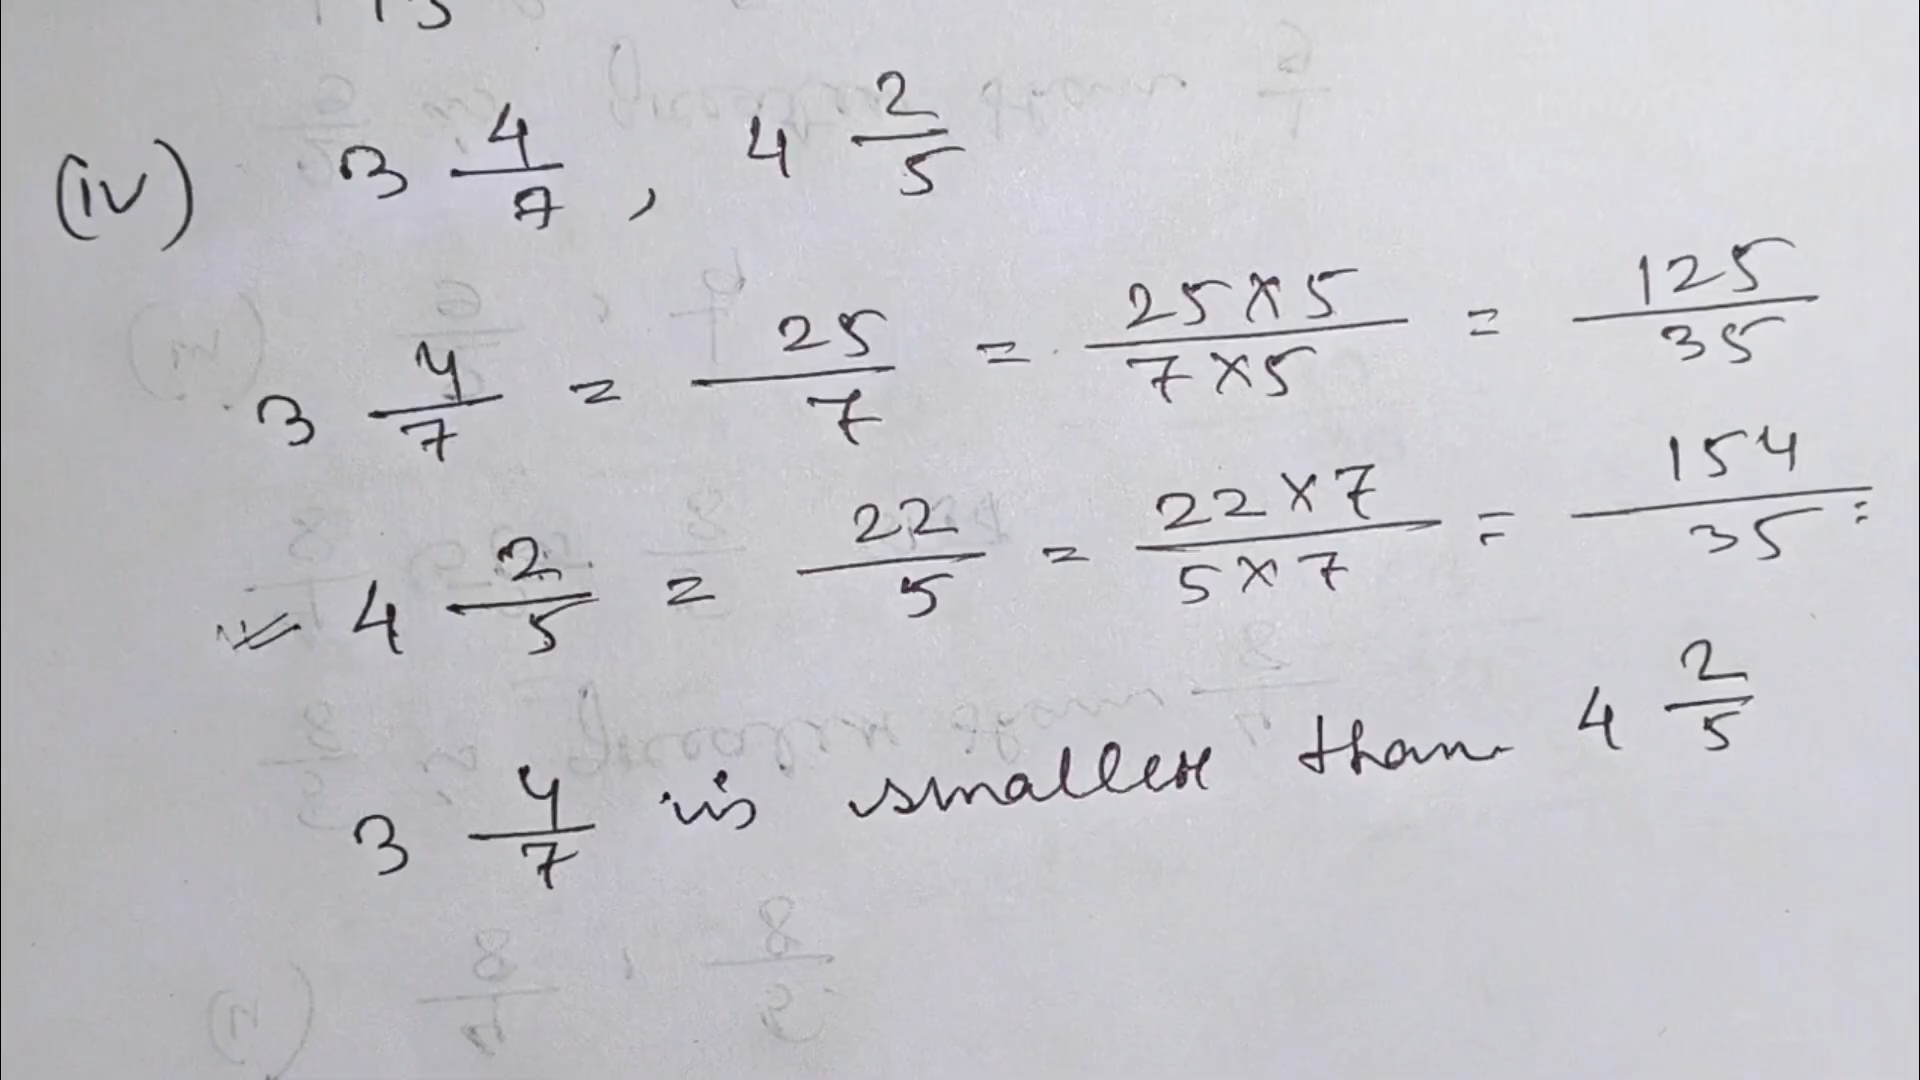 (iv) 3 4/7 , 4 2/5
3 4/7 = 25/7 = 25×5/7×5 = 125/35
4 2/5 = 22/5 = 22×7/5×7 = 154/35 =
3 4/7 is smaller than 4 2/5